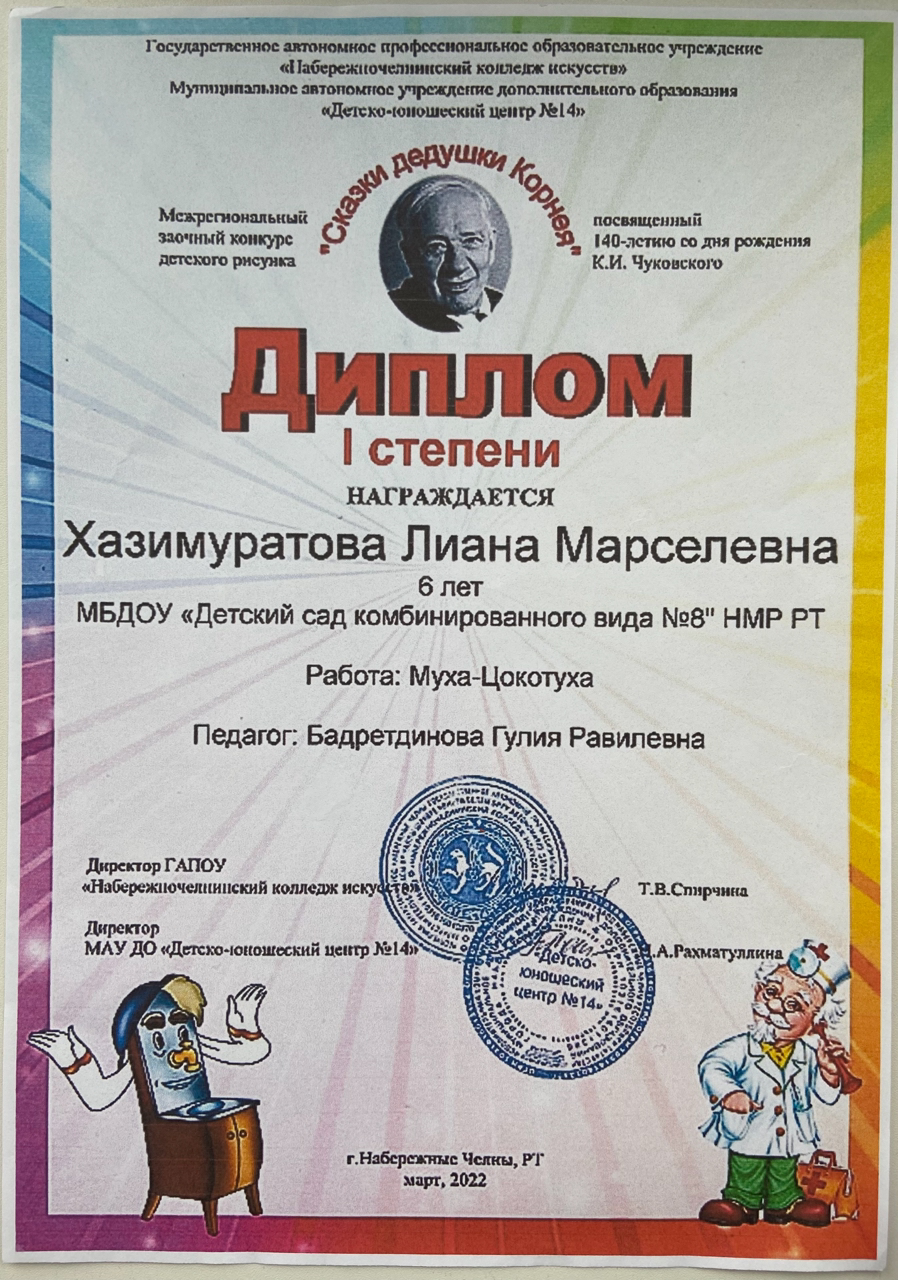 Государственное автономное профессиональное образовательное учреждение
«Набережночелнинский колледж искусств»
Муниципальное автономное учреждение дополнительного образования
«Детско-юношеский центр №14»
"Сказки дедушки Корнея"
Межрегиональный
заочный конкурс
детского рисунка
посвященный
140-летию со дня рождения
К.И. Чуковского
Диплом
I степени
НАГРАЖДАЕТСЯ
Хазимуратова Лиана Марселевна
6 лет
МБДОУ «Детский сад комбинированного вида №8" НМР РТ
Работа: Муха-Цокотуха
Педагог: Бадретдинова Гулия Равилевна
Директор ГАПОУ
«Набережночелнинский колледж искусств»
Т.В.Спирчина
Директор
МАУ ДО «Детско-юношеский центр №14»
А.Рахматуллина
«Детско-
юношеский
центр №14»
г.Набережные Челны, РТ
март, 2022